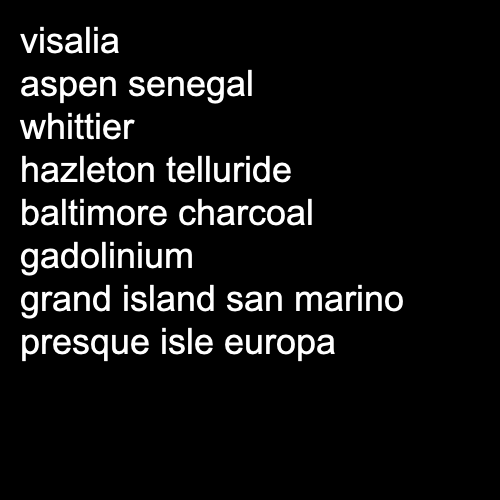 visalia
aspen senegal
whittier
hazleton telluride
baltimore charcoal
gadolinium
grand island san marino
presque isle europa